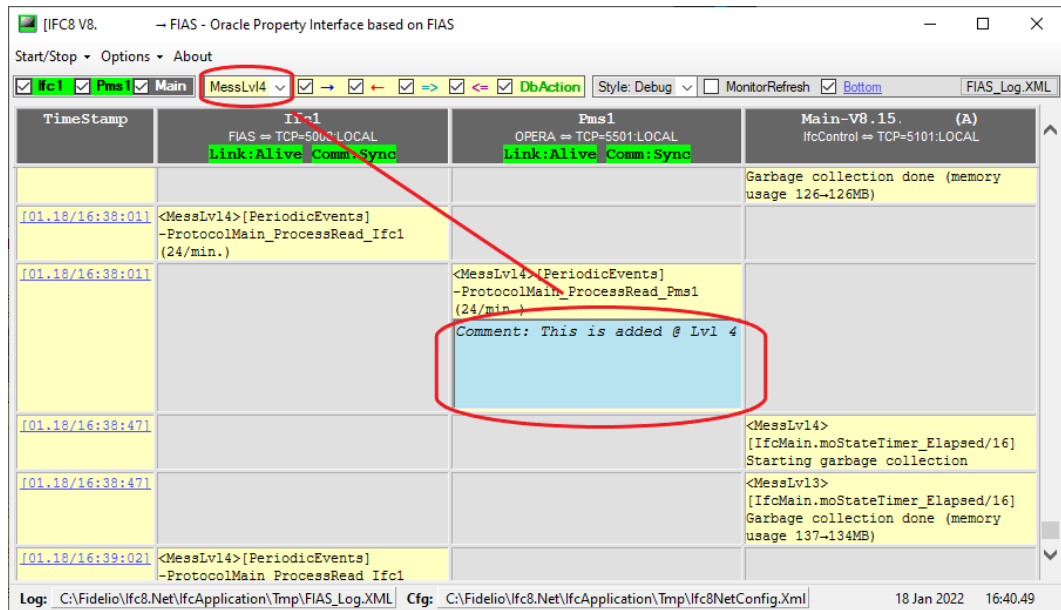 [IFC8 V8. → FIAS - Oracle Property Interface based on FIAS
Start/Stop Options About
Ifc1 Pms1 Main MessLvl4 → ← => <= DbAction Style: Debug MonitorRefresh Bottom FIAS_Log.XML
TimeStamp Ifc1 Pms1 Main-V8.15. (A)
FIAS ⇔ TCP=5002:LOCAL OPERA ⇔ TCP=5501:LOCAL IfcControl ⇔ TCP=5101:LOCAL
Link:Alive Comm:Sync Link:Alive Comm:Sync
Garbage collection done (memory
usage 126→126MB)
[01.18/16:38:01] <MessLvl4>[PeriodicEvents]
-ProtocolMain_ProcessRead_Ifc1
(24/min.)
[01.18/16:38:01] <MessLvl4>[PeriodicEvents]
-ProtocolMain_ProcessRead_Pms1
(24/min.)
Comment: This is added @ Lvl 4
[01.18/16:38:47] <MessLvl4>
[IfcMain.moStateTimer_Elapsed/16]
Starting garbage collection
[01.18/16:38:47] <MessLvl3>
[IfcMain.moStateTimer_Elapsed/16]
Garbage collection done (memory
usage 137→134MB)
[01.18/16:39:02] <MessLvl4>[PeriodicEvents]
-ProtocolMain_ProcessRead_Ifc1
Log: C:\Fidelio\Ifc8.Net\IfcApplication\Tmp\FIAS_Log.XML Cfg: C:\Fidelio\Ifc8.Net\IfcApplication\Tmp\Ifc8NetConfig.Xml 18 Jan 2022 16:40.49